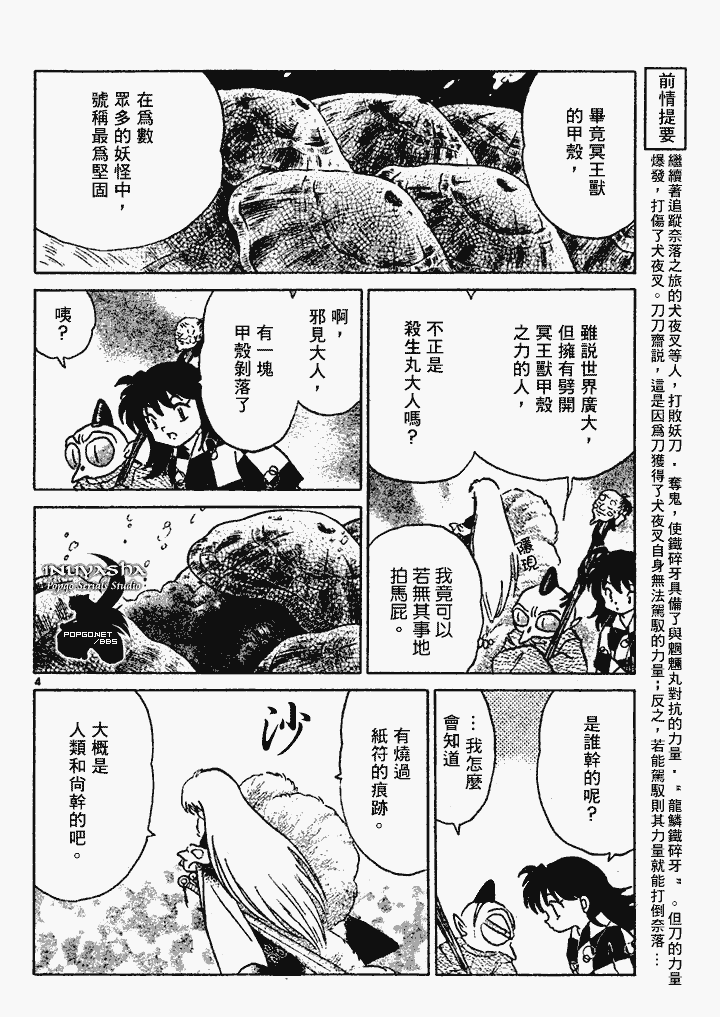 前情提要
繼續著追蹤奈落之旅的犬夜叉等人，打敗妖刀．奪鬼，使鐵碎牙具備了與魍魎丸對抗的力量．“龍鱗鐵碎牙”。但刀的力量
爆發，打傷了犬夜叉。刀刀齋説，這是因爲刀獲得了犬夜叉自身無法駕馭的力量；反之，若能駕馭則其力量就能打倒奈落…
畢竟冥王獸
的甲殼，
在爲數
眾多的妖怪中，
號稱最爲堅固
雖説世界廣大，
但擁有劈開
冥王獸甲殼
之力的人，
不正是
殺生丸大人嗎？
隱現
我竟可以
若無其事地
拍馬屁。
啊，
邪見大人，
有一塊
甲殼剝落了
咦？
INUYASHA
Popgo Serialz Studio
POPGO.NET
/BBS
4
是誰幹的呢？
…我怎麼
會知道
有燒過
紙符的痕跡。
沙
大概是
人類和尙幹的吧。